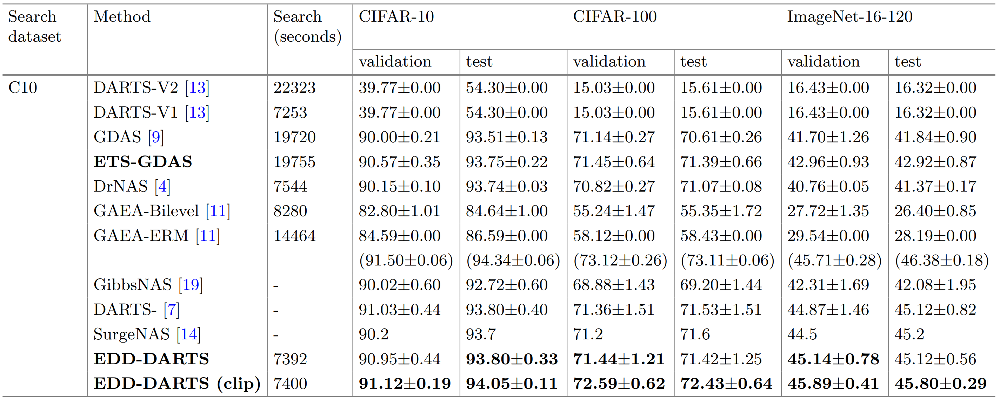 Search Method Search CIFAR-10 CIFAR-100 ImageNet-16-120
dataset (seconds)
validation test validation test validation test
C10 DARTS-V2 [13] 22323 39.77±0.00 54.30±0.00 15.03±0.00 15.61±0.00 16.43±0.00 16.32±0.00
DARTS-V1 [13] 7253 39.77±0.00 54.30±0.00 15.03±0.00 15.61±0.00 16.43±0.00 16.32±0.00
GDAS [9] 19720 90.00±0.21 93.51±0.13 71.14±0.27 70.61±0.26 41.70±1.26 41.84±0.90
ETS-GDAS 19755 90.57±0.35 93.75±0.22 71.45±0.64 71.39±0.66 42.96±0.93 42.92±0.87
DrNAS [4] 7544 90.15±0.10 93.74±0.03 70.82±0.27 71.07±0.08 40.76±0.05 41.37±0.17
GAEA-Bilevel [11] 8280 82.80±1.01 84.64±1.00 55.24±1.47 55.35±1.72 27.72±1.35 26.40±0.85
GAEA-ERM [11] 14464 84.59±0.00 86.59±0.00 58.12±0.00 58.43±0.00 29.54±0.00 28.19±0.00
(91.50±0.06) (94.34±0.06) (73.12±0.26) (73.11±0.06) (45.71±0.28) (46.38±0.18)
GibbsNAS [19] - 90.02±0.60 92.72±0.60 68.88±1.43 69.20±1.44 42.31±1.69 42.08±1.95
DARTS- [7] - 91.03±0.44 93.80±0.40 71.36±1.51 71.53±1.51 44.87±1.46 45.12±0.82
SurgeNAS [14] - 90.2 93.7 71.2 71.6 44.5 45.2
EDD-DARTS 7392 90.95±0.44 93.80±0.33 71.44±1.21 71.42±1.25 45.14±0.78 45.12±0.56
EDD-DARTS (clip) 7400 91.12±0.19 94.05±0.11 72.59±0.62 72.43±0.64 45.89±0.41 45.80±0.29